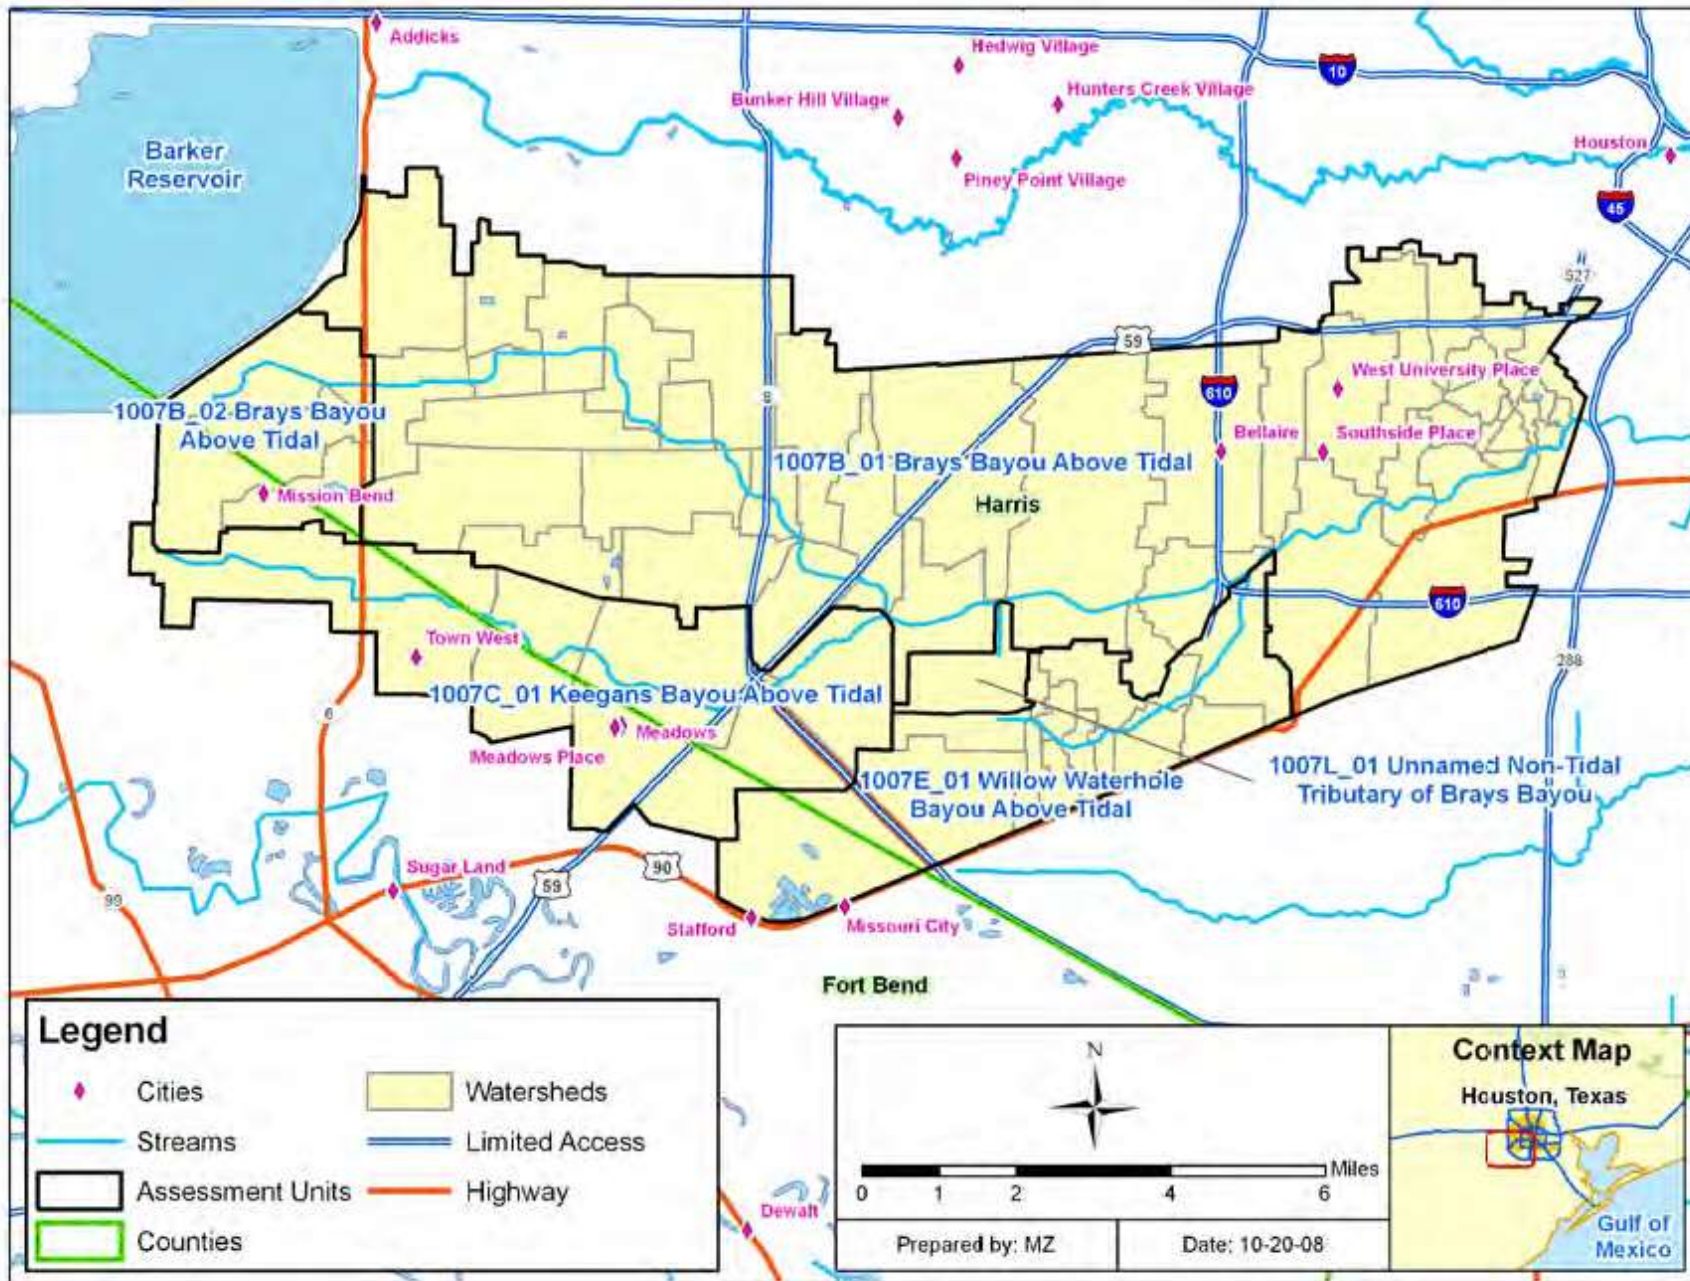 Addicks
Hedwig Village
10
Bunker Hill Village
Hunters Creek Village
Houston
Barker
Reservoir
Piney Point Village
45
527
59
8
610
West University Place
1007B_02 Brays Bayou
Above Tidal
Bellaire
Southside Place
1007B_01 Brays Bayou Above Tidal
Mission Bend
Harris
610
Town West
288
1007C_01 Keegans Bayou Above Tidal
6
Meadows
Meadows Place
1007E_01 Willow Waterhole
Bayou Above Tidal
1007L_01 Unnamed Non-Tidal
Tributary of Brays Bayou
Sugar Land
90
59
99
Stafford
Missouri City
Fort Bend
Legend
Cities
Watersheds
Streams
Limited Access
Assessment Units
Highway
Counties
Dewalt
N
Miles
0 1 2 4 6
Prepared by: MZ
Date: 10-20-08
Context Map
Houston, Texas
Gulf of
Mexico